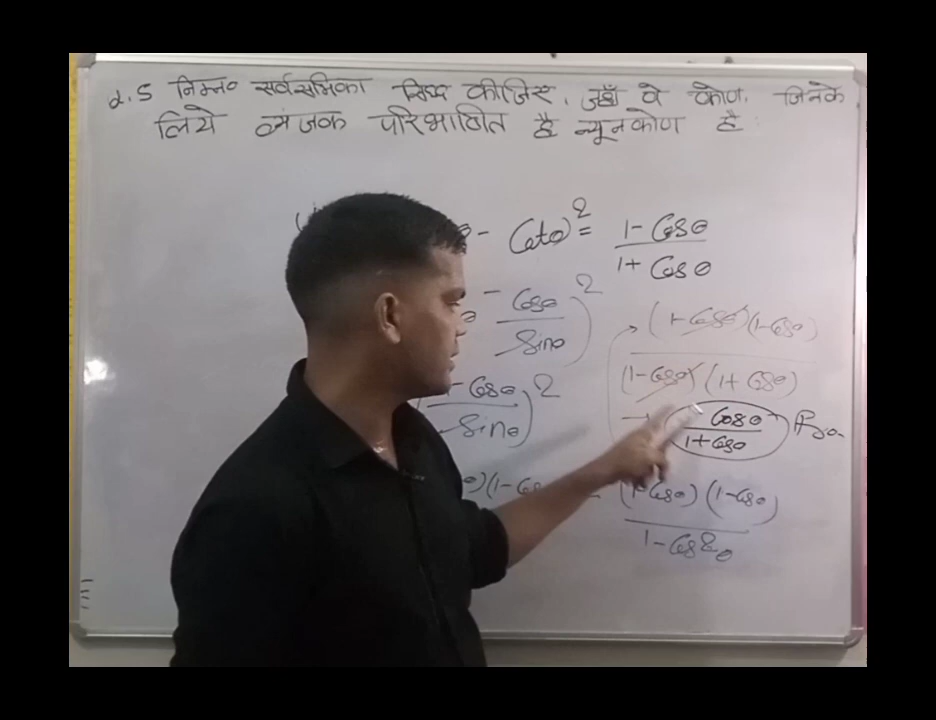 2.5 निम्न० सर्वसमिका सिध्द कीजिए, जहाँ वे कोण, जिनके
लिये व्यंजक परिभाषित है न्यूनकोण है
θ - Cotθ)² = 1 - Cosθ / 1 + Cosθ
- Cosθ / Sinθ)²
- Cosθ / Sinθ)²
θ)(1 - Cos
(1 - Cosθ)(1 - Cosθ) / 1 - Cos²θ
→ (1 - Cosθ)(1 - Cosθ) / (1 - Cosθ)(1 + Cosθ)
→ - Cosθ / 1 + Cosθ